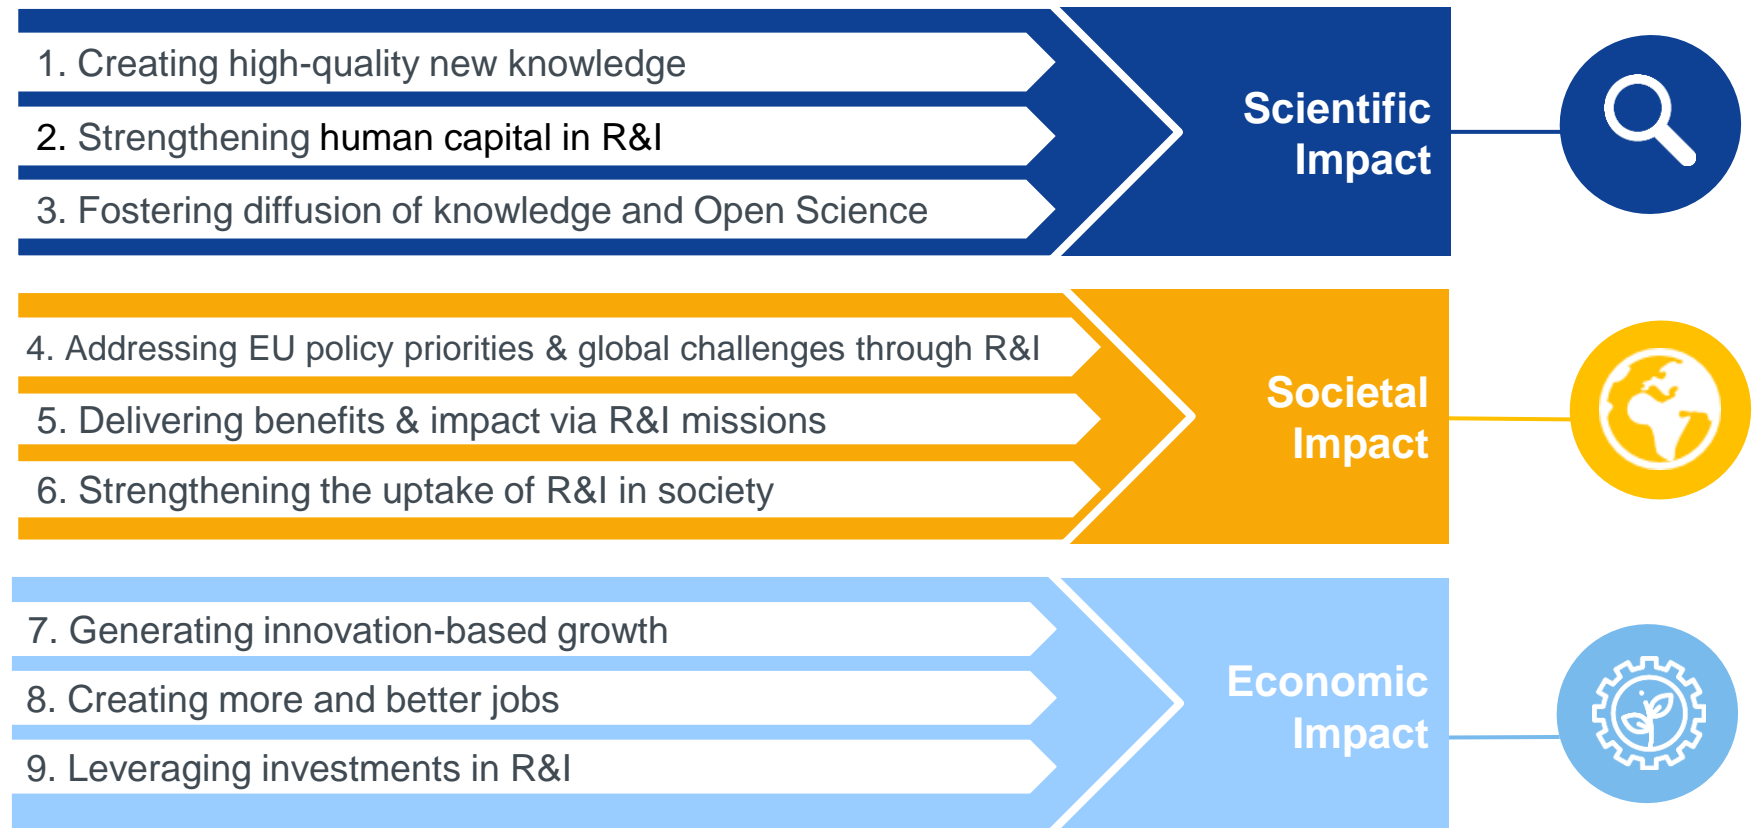 1. Creating high-quality new knowledge
2. Strengthening human capital in R&I
3. Fostering diffusion of knowledge and Open Science
Scientific
Impact
4. Addressing EU policy priorities & global challenges through R&I
5. Delivering benefits & impact via R&I missions
6. Strengthening the uptake of R&I in society
Societal
Impact
7. Generating innovation-based growth
8. Creating more and better jobs
9. Leveraging investments in R&I
Economic
Impact